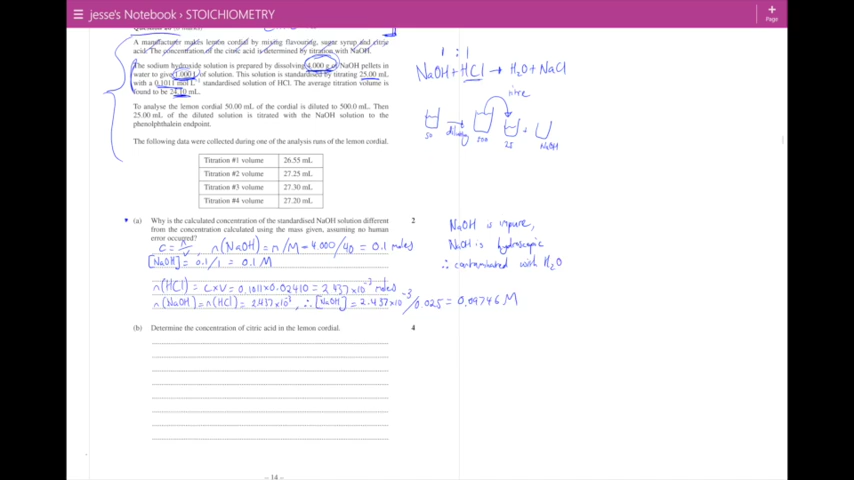 jesse's Notebook › STOICHIOMETRY
Page
A manufacturer makes lemon cordial by mixing flavouring, sugar syrup and citric
acid. The concentration of the citric acid is determined by titration with NaOH.
The sodium hydroxide solution is prepared by dissolving 4.000 g of NaOH pellets in
water to give 1.000 L of solution. This solution is standardised by titrating 25.00 mL
with a 0.1011 mol L⁻¹ standardised solution of HCl. The average titration volume is
found to be 24.10 mL.
To analyse the lemon cordial 50.00 mL of the cordial is diluted to 500.0 mL. Then
25.00 mL of the diluted solution is titrated with the NaOH solution to the
phenolphthalein endpoint.
The following data were collected during one of the analysis runs of the lemon cordial.
Titration #1 volume 26.55 mL
Titration #2 volume 27.25 mL
Titration #3 volume 27.30 mL
Titration #4 volume 27.20 mL
1 : 1
NaOH + HCl → H₂O + NaCl
titre
dilute
50 500 25 NaOH
(a) Why is the calculated concentration of the standardised NaOH solution different 2
from the concentration calculated using the mass given, assuming no human
error occurred?
c = n/V n(NaOH) = m/M = 4.000/40 = 0.1 moles
[NaOH] = 0.1/1 = 0.1 M
n(HCl) = C×V = 0.1011×0.02410 = 2.437×10⁻³ moles
n(NaOH) = n(HCl) = 2.437×10⁻³, ∴ [NaOH] = 2.437×10⁻³/0.025 = 0.09746 M
NaOH is impure,
NaOH is hydroscopic
∴ contaminated with H₂O
(b) Determine the concentration of citric acid in the lemon cordial. 4
– 14 –